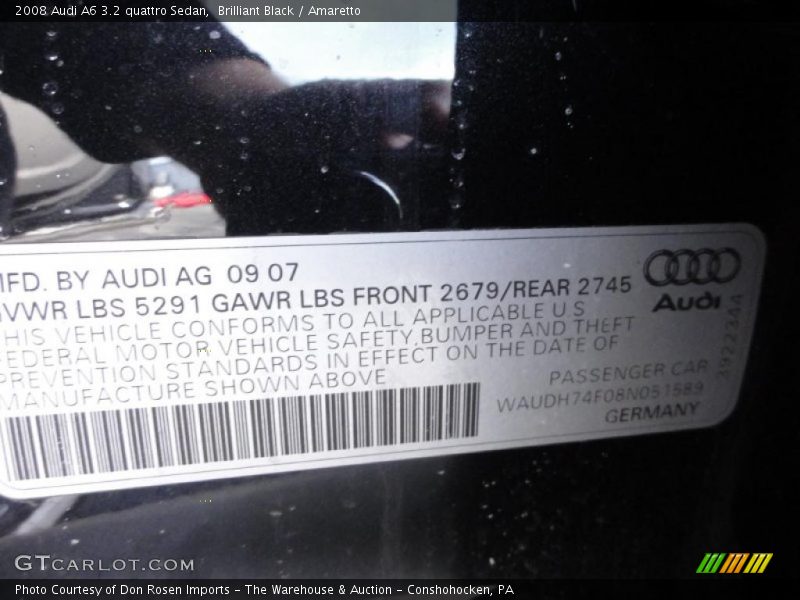 2008 Audi A6 3.2 quattro Sedan, Brilliant Black / Amaretto
MFD. BY AUDI AG 09 07
GVWR LBS 5291 GAWR LBS FRONT 2679/REAR 2745
THIS VEHICLE CONFORMS TO ALL APPLICABLE U S
FEDERAL MOTOR VEHICLE SAFETY, BUMPER AND THEFT
PREVENTION STANDARDS IN EFFECT ON THE DATE OF
MANUFACTURE SHOWN ABOVE
Audi
3922344
PASSENGER CAR
WAUDH74F08N051589
GERMANY
GTCARLOT.COM
Photo Courtesy of Don Rosen Imports – The Warehouse & Auction – Conshohocken, PA